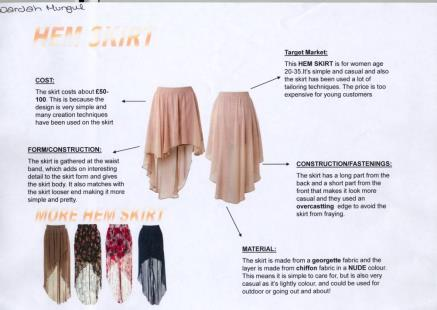 HEM SKIRT
Target Market:
This HEM SKIRT is for women age
20-35.It's simple and casual and also
the skirt has been used a lot of
tailoring techniques. The price is too
expensive for young customers
COST:
The skirt costs about £50-
100. This is because the
design is very simple and
many creation techniques
have been used on the skirt
FORM/CONSTRUCTION:
The skirt is gathered at the waist
band, which adds on interesting
detail to the skirt form and gives
the skirt body. It also matches with
the skirt looser end making it more
simple and pretty.
CONSTRUCTION/FASTENINGS:
The skirt has a long part from the
back and a short part from the
front that makes it look more
casual and they used an
overcastting edge to avoid the
skirt from fraying.
MORE HEM SKIRT
MATERIAL:
The skirt is made from a georgette fabric and the
layer is made from chiffon fabric in a NUDE colour.
This means it is simple to care for, but is also very
casual as it's lightly colour, and could be used for
outdoor or going out and about!